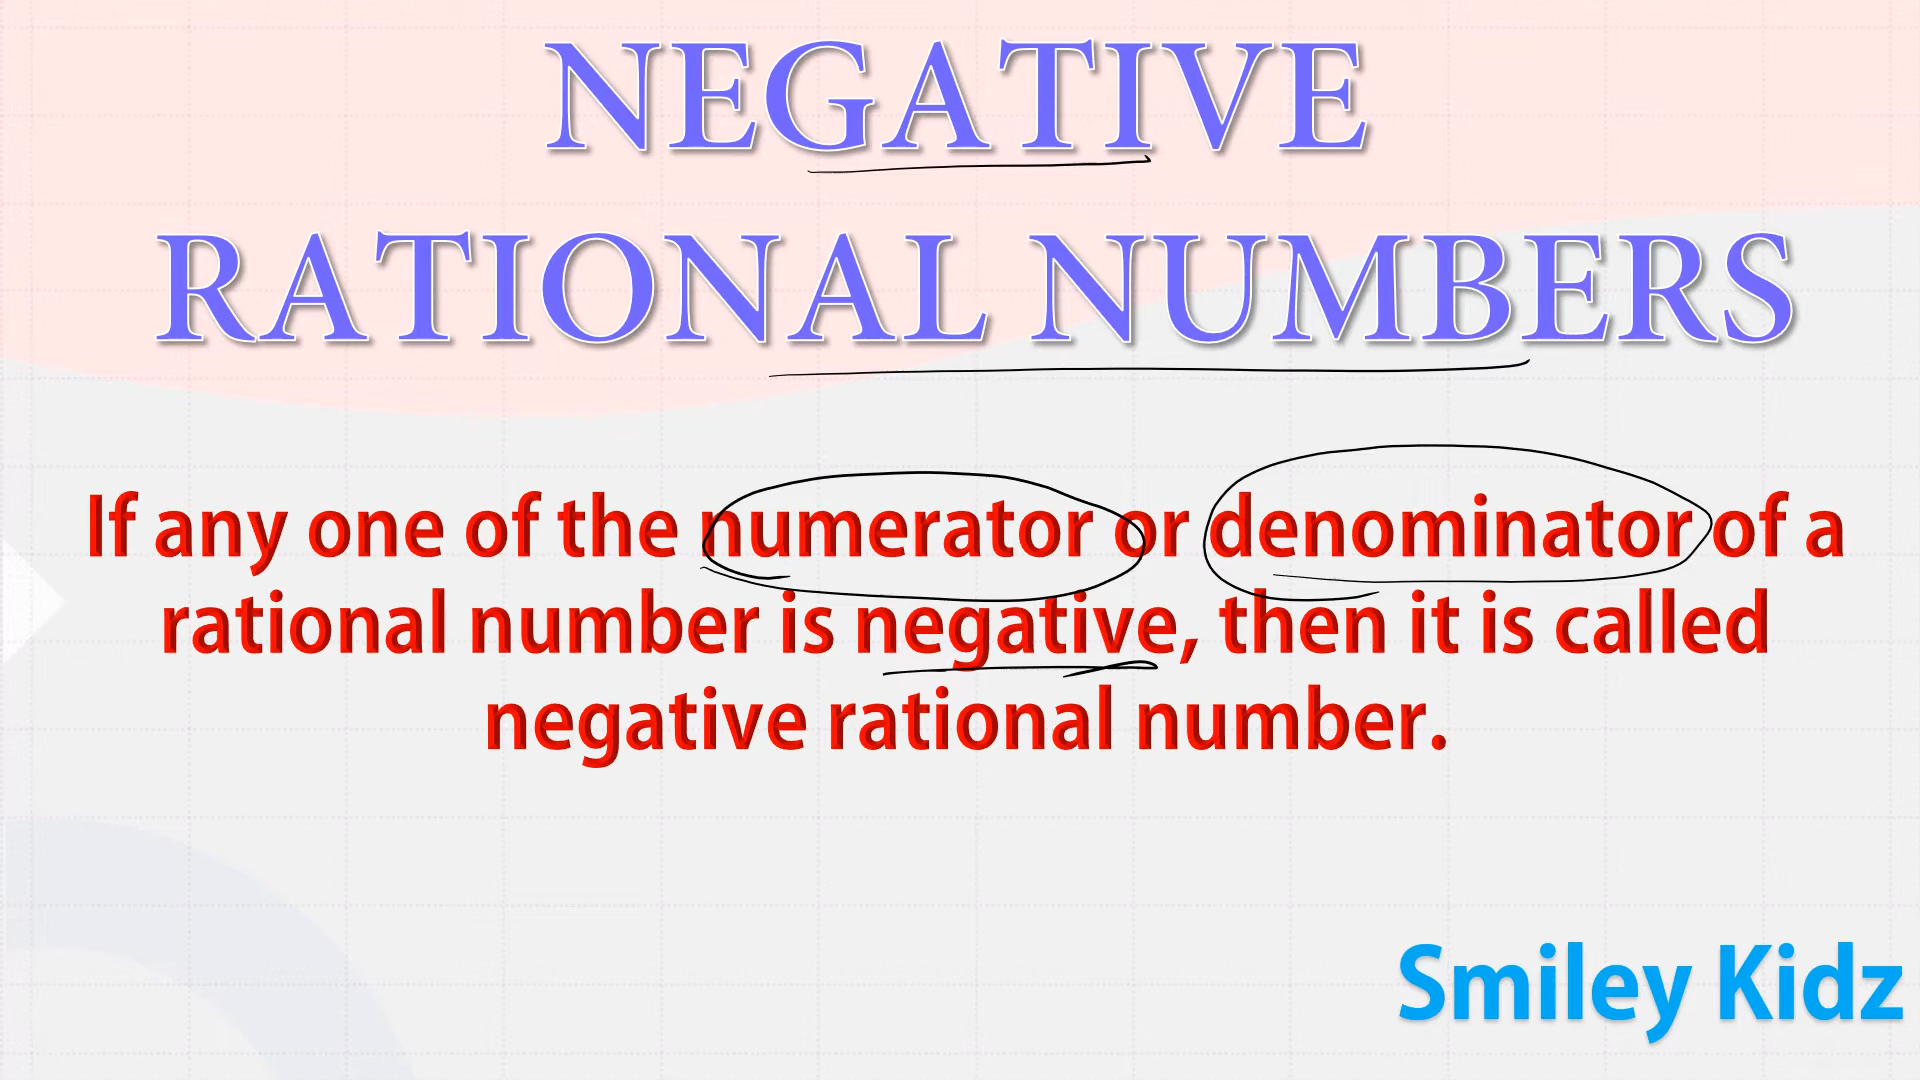 NEGATIVE
RATIONAL NUMBERS
If any one of the numerator or denominator of a
rational number is negative, then it is called
negative rational number.
Smiley Kidz